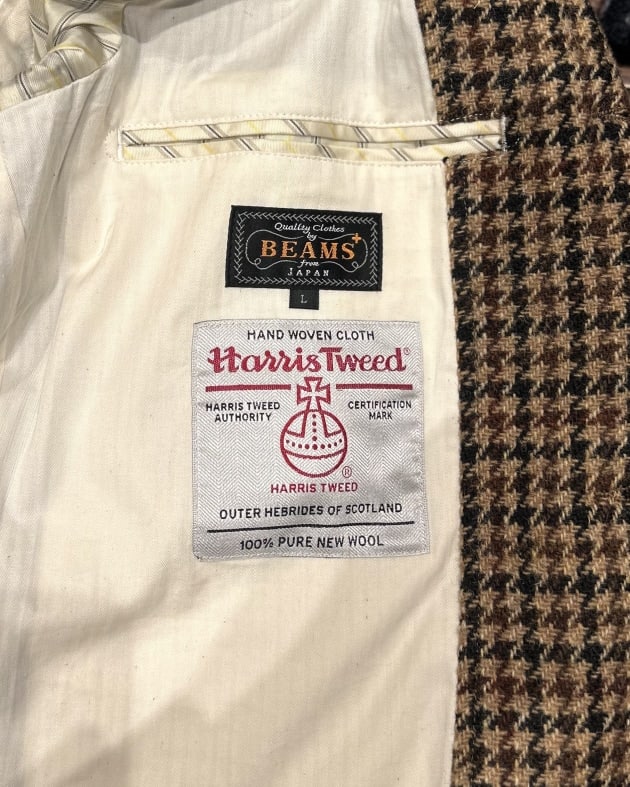 Quality Clothes
by
BEAMS+
from
JAPAN
L
HAND WOVEN CLOTH
Harris Tweed®
HARRIS TWEED AUTHORITY
CERTIFICATION MARK
®
HARRIS TWEED
OUTER HEBRIDES OF SCOTLAND
100% PURE NEW WOOL